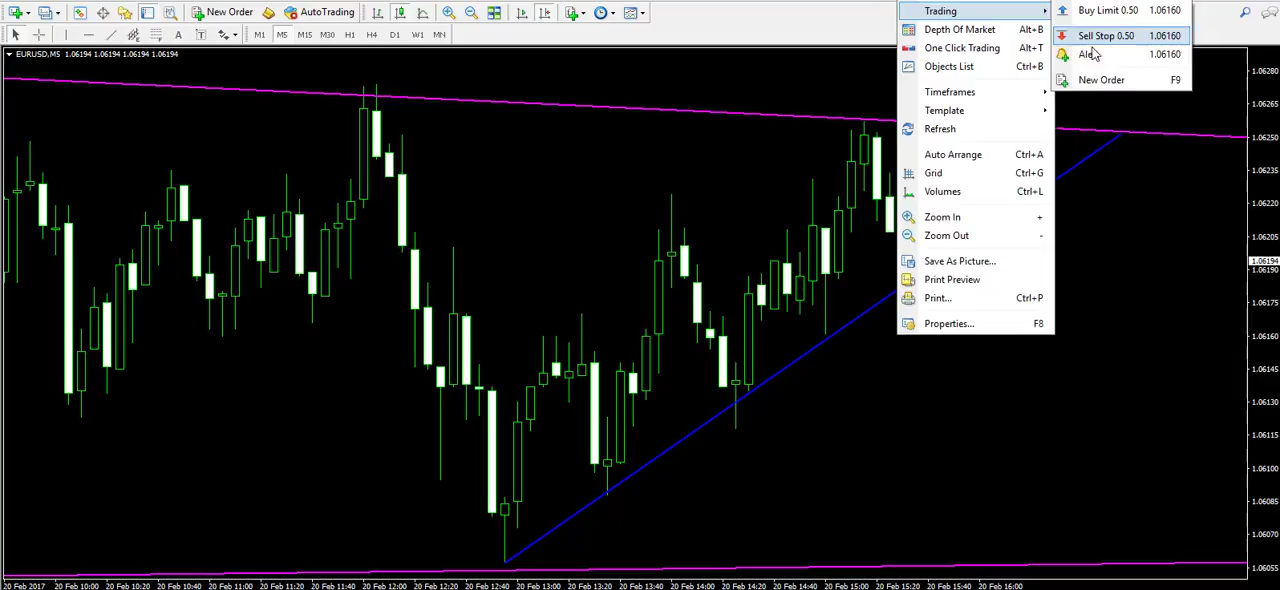 New Order
AutoTrading
A
T
M1 M5 M15 M30 H1 H4 D1 W1 MN
EURUSD,M5 1.06194 1.06194 1.06194 1.06194
Trading
Depth Of Market Alt+B
One Click Trading Alt+T
Objects List Ctrl+B
Timeframes
Template
Refresh
Auto Arrange Ctrl+A
Grid Ctrl+G
Volumes Ctrl+L
Zoom In +
Zoom Out -
Save As Picture...
Print Preview
Print... Ctrl+P
Properties... F8
Buy Limit 0.50 1.06160
Sell Stop 0.50 1.06160
1.06160
New Order F9
1.06280
1.06265
1.06250
1.06235
1.06220
1.06205
1.06194
1.06190
1.06175
1.06160
1.06145
1.06130
1.06115
1.06100
1.06085
1.06070
1.06055
20 Feb 2017 20 Feb 10:00 20 Feb 10:20 20 Feb 10:40 20 Feb 11:00 20 Feb 11:20 20 Feb 11:40 20 Feb 12:00 20 Feb 12:20 20 Feb 12:40 20 Feb 13:00 20 Feb 13:20 20 Feb 13:40 20 Feb 14:00 20 Feb 14:20 20 Feb 14:40 20 Feb 15:00 20 Feb 15:20 20 Feb 15:40 20 Feb 16:00